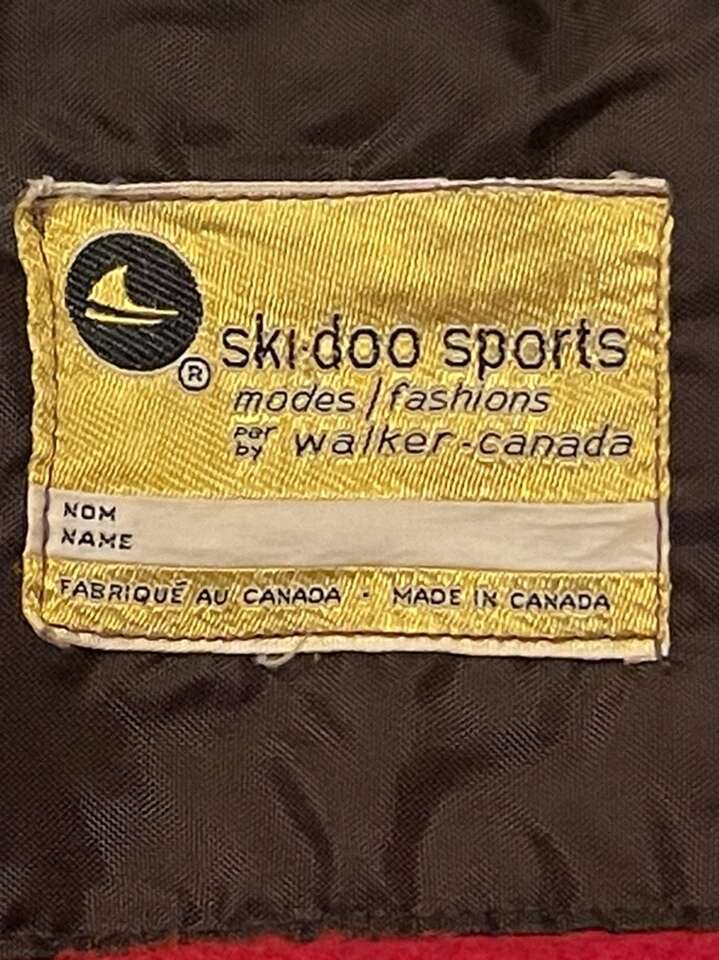 ® ski-doo sports
modes/fashions
par by walker-canada
NOM
NAME
FABRIQUÉ AU CANADA · MADE IN CANADA